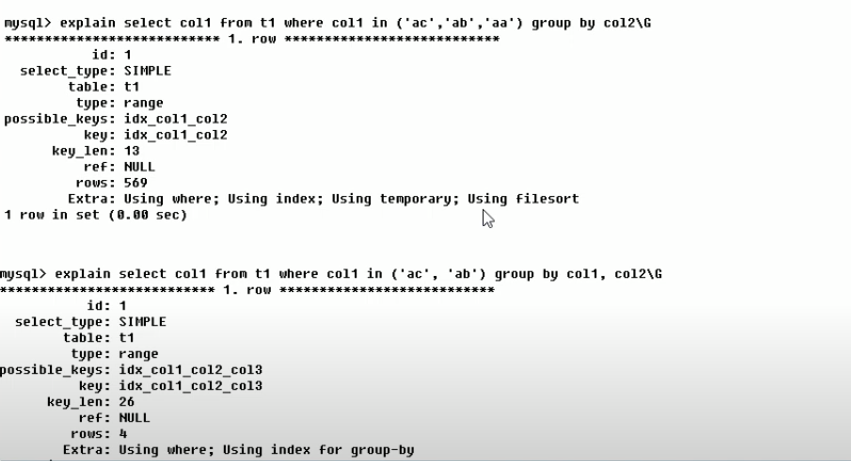 mysql> explain select col1 from t1 where col1 in ('ac','ab','aa') group by col2\G
*************************** 1. row ***************************
id: 1
select_type: SIMPLE
table: t1
type: range
possible_keys: idx_col1_col2
key: idx_col1_col2
key_len: 13
ref: NULL
rows: 569
Extra: Using where; Using index; Using temporary; Using filesort
1 row in set (0.00 sec)
mysql> explain select col1 from t1 where col1 in ('ac', 'ab') group by col1, col2\G
*************************** 1. row ***************************
id: 1
select_type: SIMPLE
table: t1
type: range
possible_keys: idx_col1_col2_col3
key: idx_col1_col2_col3
key_len: 26
ref: NULL
rows: 4
Extra: Using where; Using index for group-by